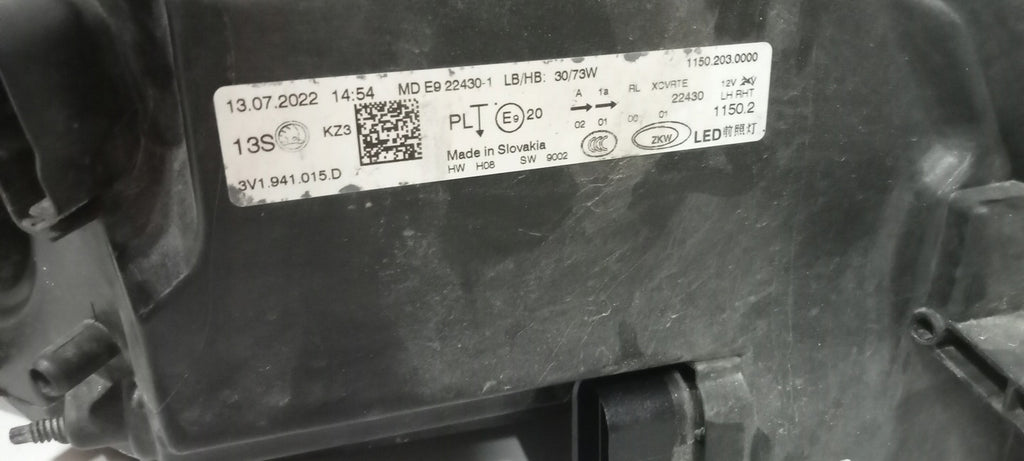 13.07.2022 14:54 MD E9 22430-1 LB/HB: 30/73W 1150.203.0000
13S KZ3 PL E9 20 A 1a RL XCVRTE 12V 24V
22430 LH RHT
02 01 00 01 1150.2
Made in Slovakia CCC ZKW LED前照灯
3V1.941.015.D HW H08 SW 9002